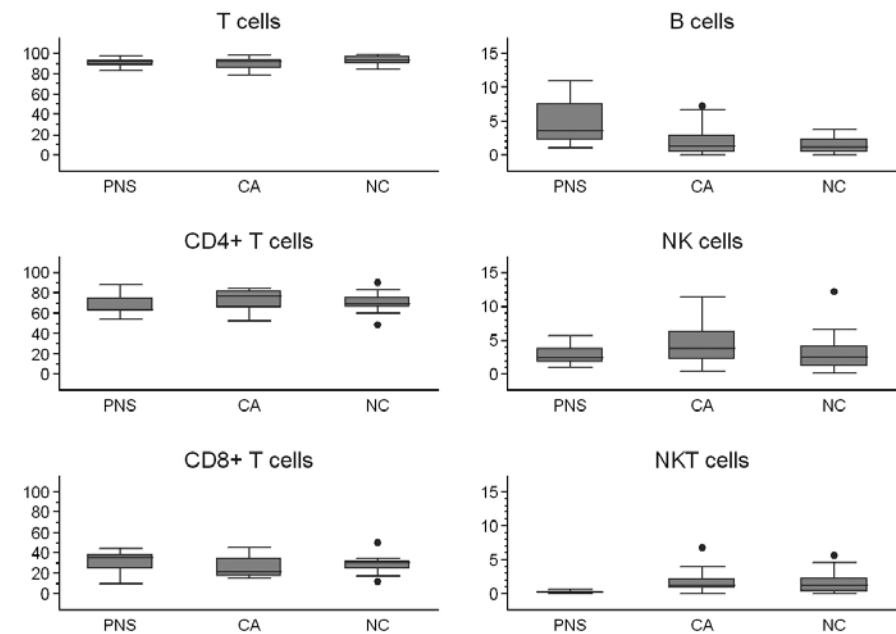 T cells
100
80
60
40
20
0
PNS CA NC
B cells
15
10
5
0
PNS CA NC
CD4+ T cells
100
80
60
40
20
0
PNS CA NC
NK cells
15
10
5
0
PNS CA NC
CD8+ T cells
100
80
60
40
20
0
PNS CA NC
NKT cells
15
10
5
0
PNS CA NC